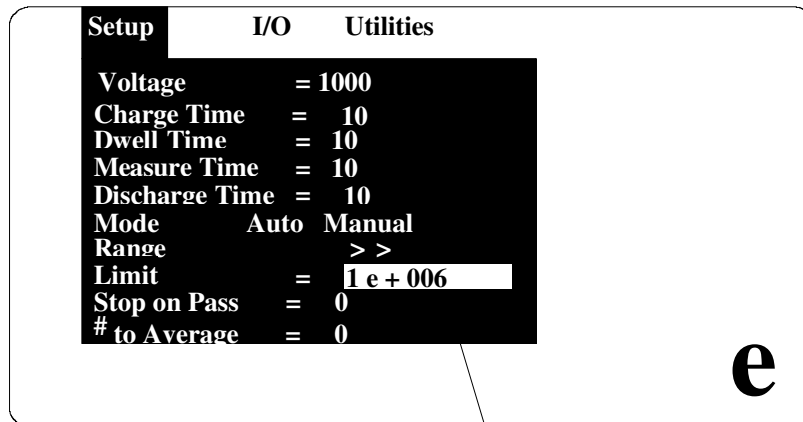 Setup I/O Utilities
Voltage = 1000
Charge Time = 10
Dwell Time = 10
Measure Time = 10
Discharge Time = 10
Mode Auto Manual
Range > >
Limit = 1 e + 006
Stop on Pass = 0
# to Average = 0
e